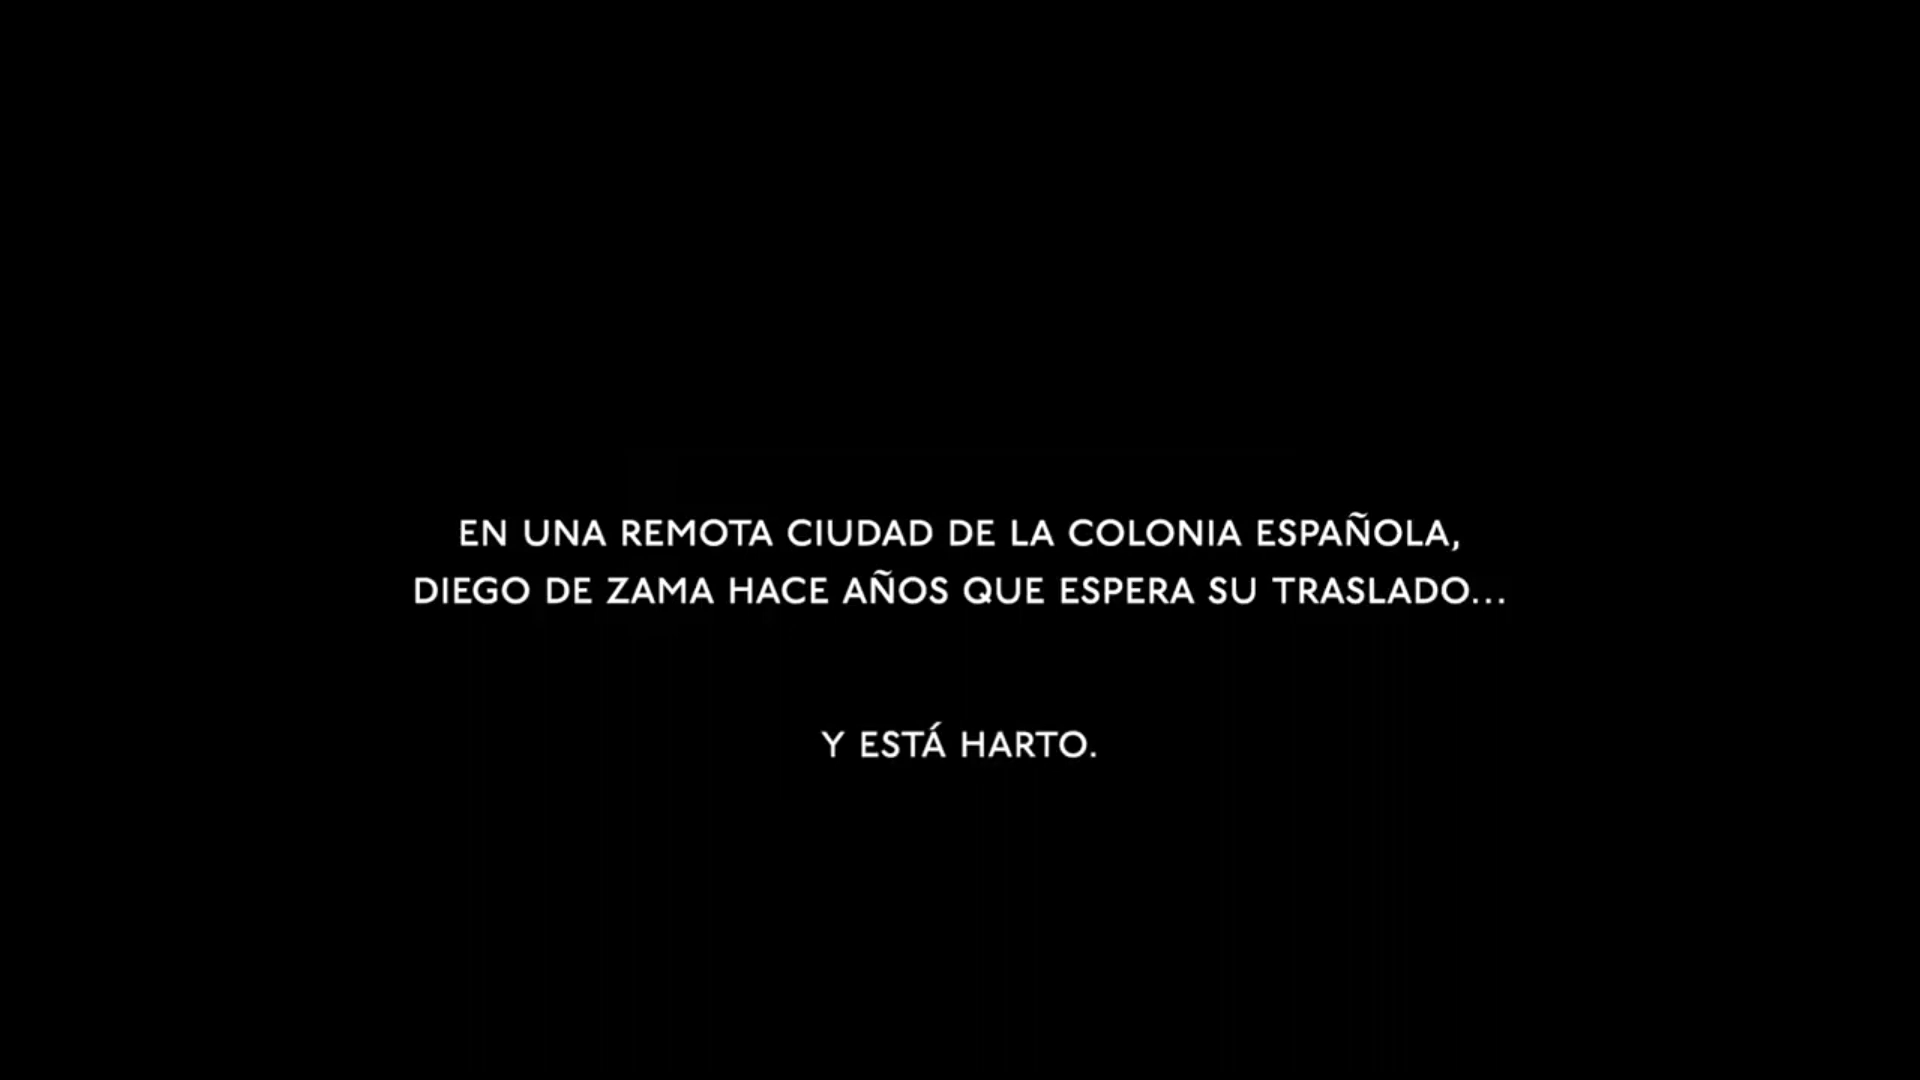 EN UNA REMOTA CIUDAD DE LA COLONIA ESPAÑOLA,
DIEGO DE ZAMA HACE AÑOS QUE ESPERA SU TRASLADO...
Y ESTÁ HARTO.